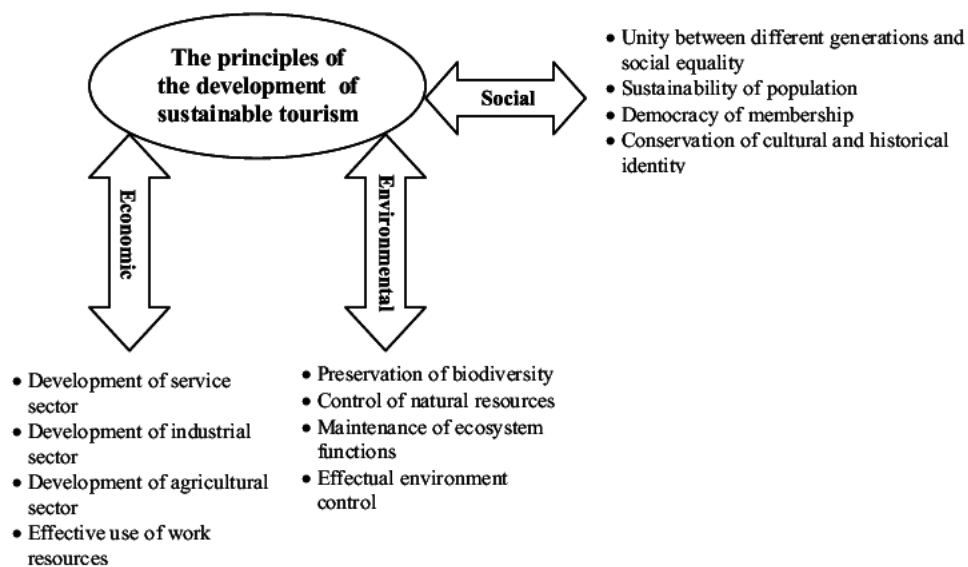 The principles of
the development of
sustainable tourism
Social
• Unity between different generations and
social equality
• Sustainability of population
• Democracy of membership
• Conservation of cultural and historical
identity
Economic
Environmental
• Development of service
sector
• Development of industrial
sector
• Development of agricultural
sector
• Effective use of work
resources
• Preservation of biodiversity
• Control of natural resources
• Maintenance of ecosystem
functions
• Effectual environment
control